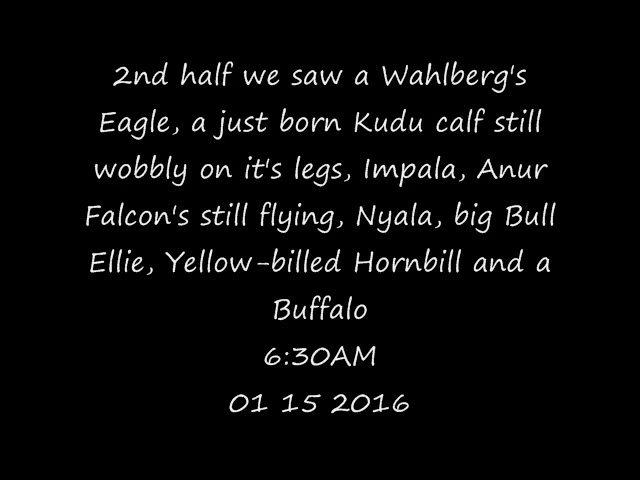 2nd half we saw a Wahlberg's
Eagle, a just born Kudu calf still
wobbly on it's legs, Impala, Anur
Falcon's still flying, Nyala, big Bull
Ellie, Yellow-billed Hornbill and a
Buffalo
6:30AM
01 15 2016